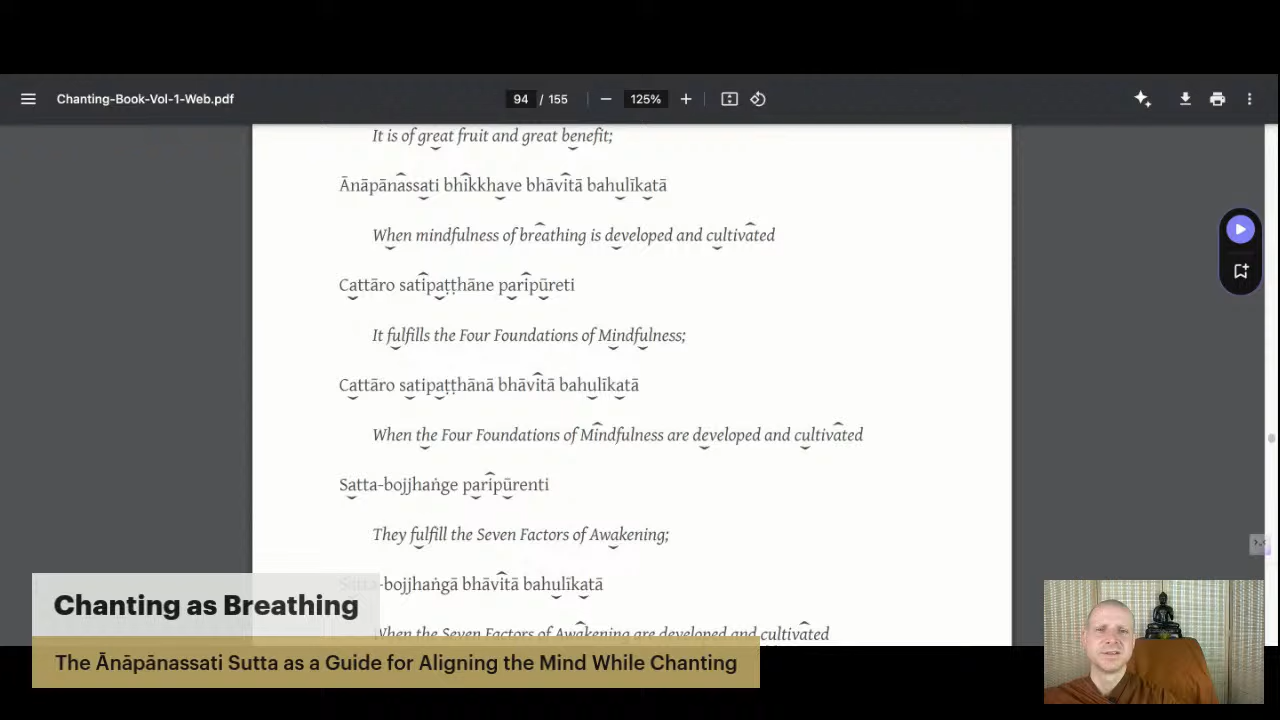 Chanting-Book-Vol-1-Web.pdf
94 / 155
125%
It is of great fruit and great benefit;
Ānāpānassati bhikkhave bhāvitā bahulīkatā
When mindfulness of breathing is developed and cultivated
Cattāro satipaṭṭhāne paripūreti
It fulfills the Four Foundations of Mindfulness;
Cattāro satipaṭṭhānā bhāvitā bahulīkatā
When the Four Foundations of Mindfulness are developed and cultivated
Satta-bojjhaṅge paripūrenti
They fulfill the Seven Factors of Awakening;
Satta-bojjhaṅgā bhāvitā bahulīkatā
When the Seven Factors of Awakening are developed and cultivated
Chanting as Breathing
The Ānāpānassati Sutta as a Guide for Aligning the Mind While Chanting